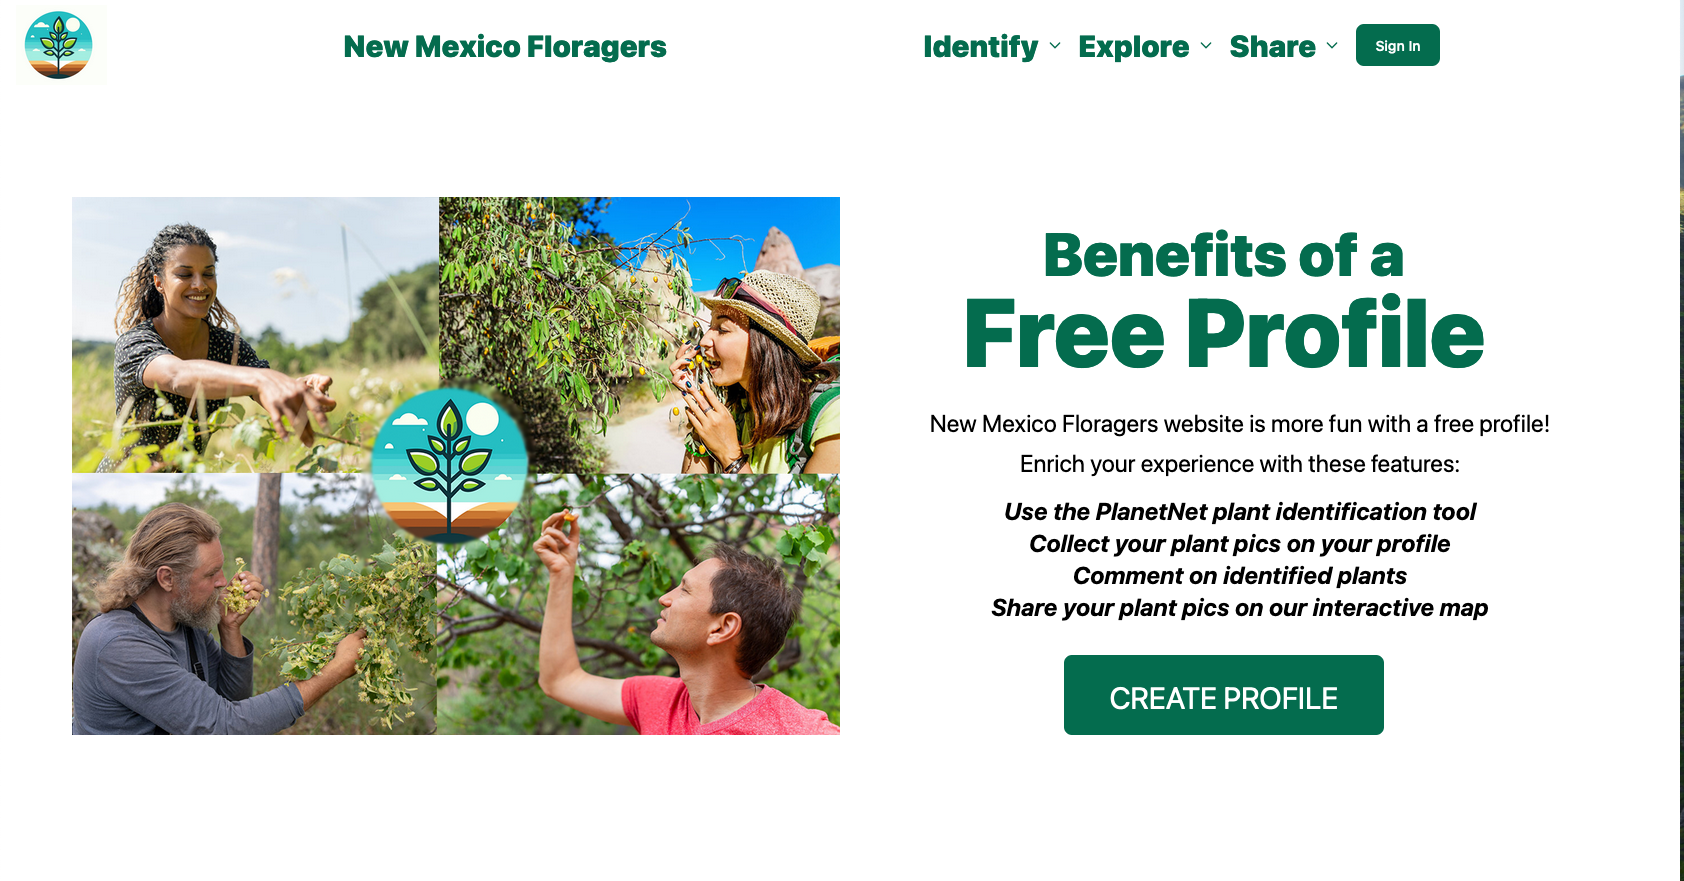 New Mexico Floragers
Identify Explore Share Sign In
Benefits of a
Free Profile
New Mexico Floragers website is more fun with a free profile!
Enrich your experience with these features:
Use the PlanetNet plant identification tool
Collect your plant pics on your profile
Comment on identified plants
Share your plant pics on our interactive map
CREATE PROFILE